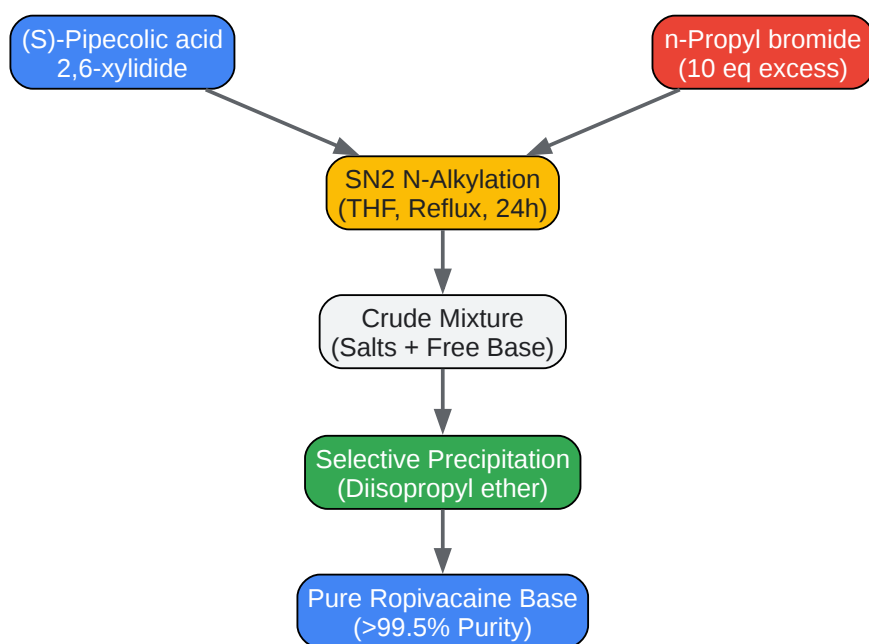 (S)-Pipecolic acid
2,6-xylidide
n-Propyl bromide
(10 eq excess)
SN2 N-Alkylation
(THF, Reflux, 24h)
Crude Mixture
(Salts + Free Base)
Selective Precipitation
(Diisopropyl ether)
Pure Ropivacaine Base
(>99.5% Purity)